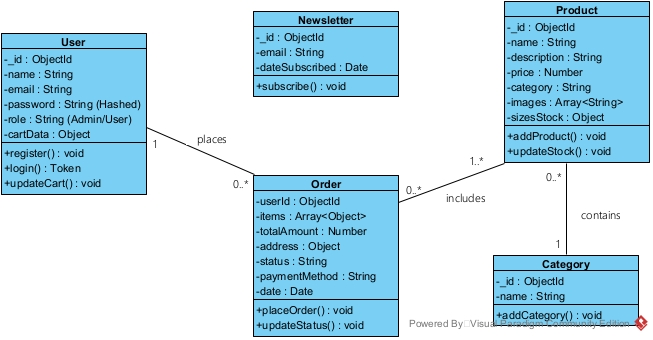 User
-_id : ObjectId
-name : String
-email : String
-password : String (Hashed)
-role : String (Admin/User)
-cartData : Object
+register() : void
+login() : Token
+updateCart() : void
Newsletter
-_id : ObjectId
-email : String
-dateSubscribed : Date
+subscribe() : void
Product
-_id : ObjectId
-name : String
-description : String
-price : Number
-category : String
-images : Array<String>
-sizesStock : Object
+addProduct() : void
+updateStock() : void
1
places
0..*
Order
-userId : ObjectId
-items : Array<Object>
-totalAmount : Number
-address : Object
-status : String
-paymentMethod : String
-date : Date
+placeOrder() : void
+updateStatus() : void
1..*
0..*
includes
0..*
contains
1
Category
-_id : ObjectId
-name : String
+addCategory() : void
Powered By Visual Paradigm Community Edition